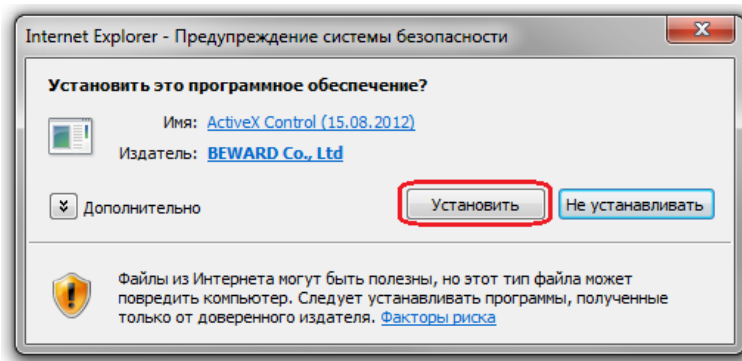 Internet Explorer - Предупреждение системы безопасности
Установить это программное обеспечение?
Имя: ActiveX Control (15.08.2012)
Издатель: BEWARD Co., Ltd
Дополнительно
Установить
Не устанавливать
Файлы из Интернета могут быть полезны, но этот тип файла может
повредить компьютер. Следует устанавливать программы, полученные
только от доверенного издателя. Факторы риска